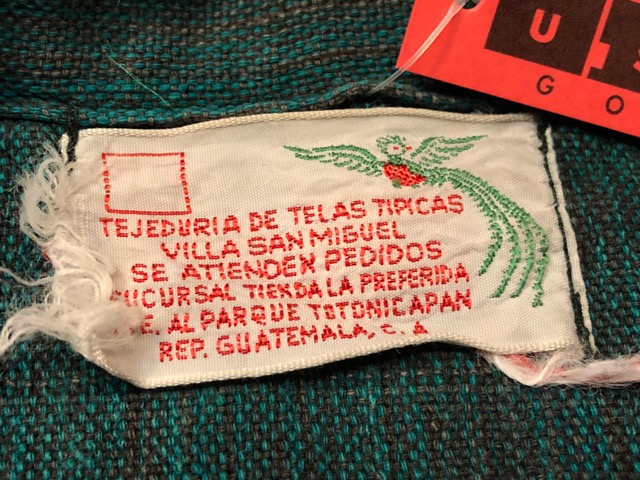 TEJEDURIA DE TELAS TIPICAS
VILLA SAN MIGUEL
SE ATIENDEN PEDIDOS
SUCURSAL TIENDA LA PREFERIDA
AL PARQUE TOTONICAPAN
REP. GUATEMALA, C. A
U
GO